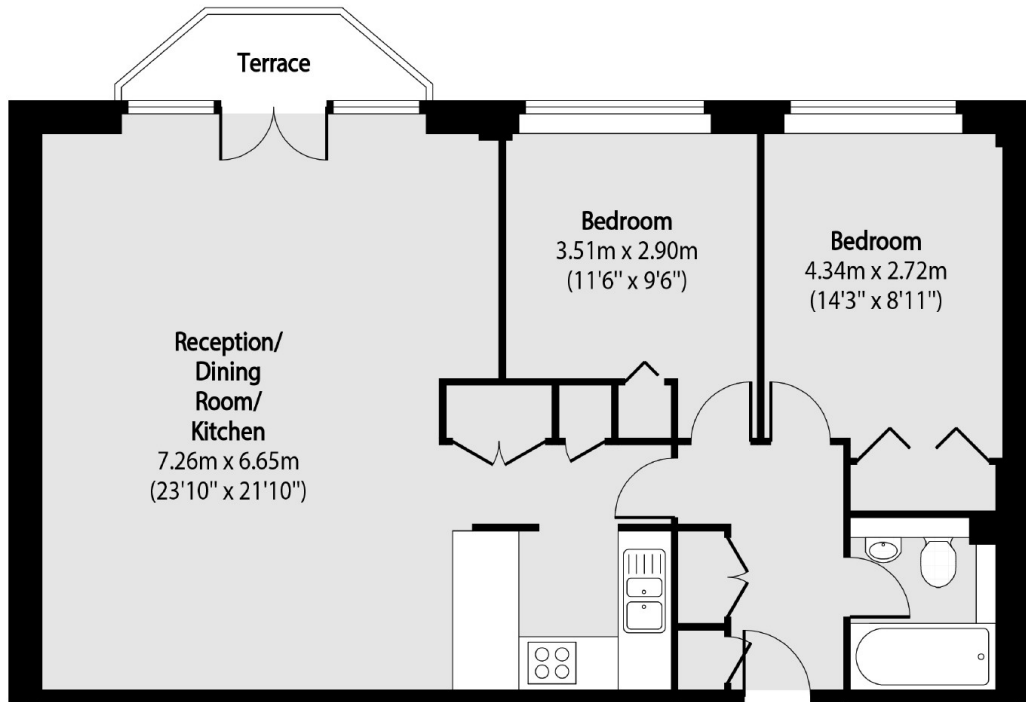 Terrace
Bedroom
3.51m x 2.90m
(11'6" x 9'6")
Bedroom
4.34m x 2.72m
(14'3" x 8'11")
Reception/
Dining
Room/
Kitchen
7.26m x 6.65m
(23'10" x 21'10")